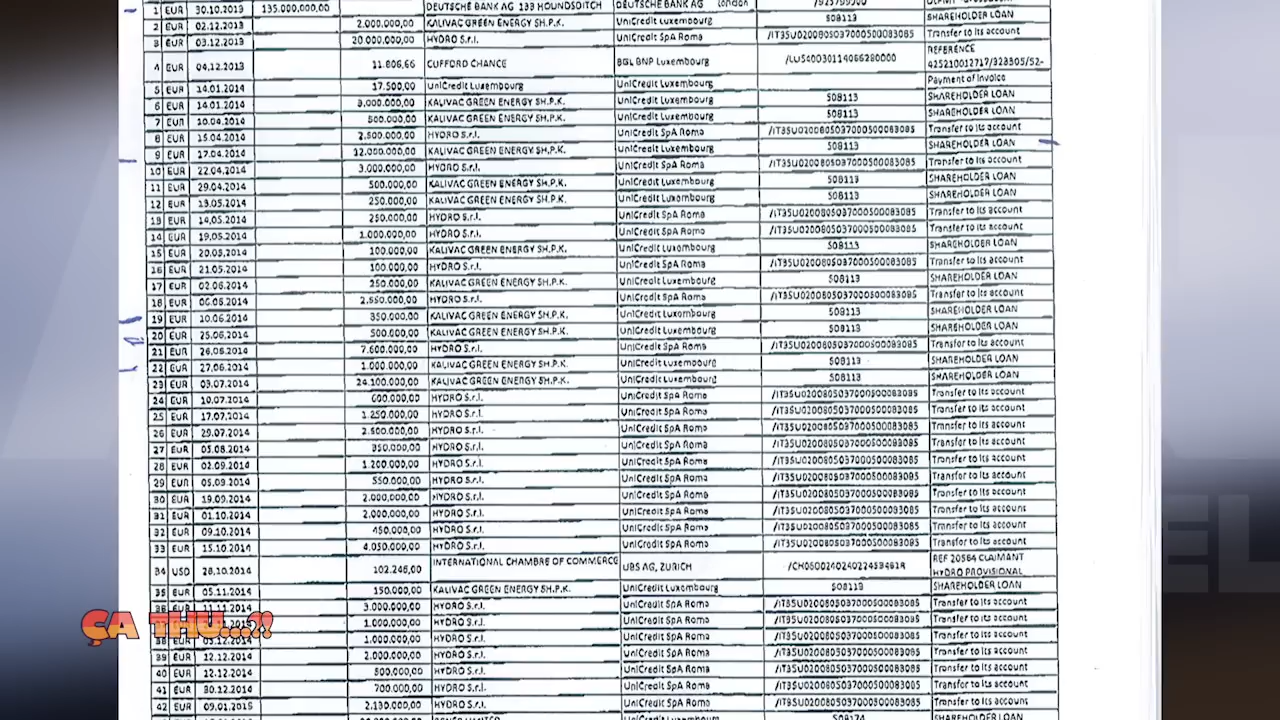 1 EUR 30.10.2013 135.000.000,00 DEUTSCHE BANK AG 133 HOUNDSDITCH DEUTSCHE BANK AG London
2 EUR 02.12.2013 2.000.000,00 KALIVAC GREEN ENERGY SH.P.K. UniCredit Luxembourg 508113 SHAREHOLDER LOAN
3 EUR 03.12.2013 20.000.000,00 HYDRO S.r.l. UniCredit SpA Roma /IT35U0200805037000500083085 Transfer to its account
4 EUR 04.12.2013 11.806,66 CUFFORD CHANCE BGL BNP Luxembourg /LU540030114066280000 REFERENCE
5 EUR 14.01.2014 17.500,00 UniCredit Luxembourg UniCredit Luxembourg Payment of Invoice
6 EUR 14.01.2014 3.000.000,00 KALIVAC GREEN ENERGY SH.P.K. UniCredit Luxembourg 508113 SHAREHOLDER LOAN
7 EUR 10.04.2014 800.000,00 KALIVAC GREEN ENERGY SH.P.K. UniCredit Luxembourg 508113 SHAREHOLDER LOAN
8 EUR 15.04.2014 2.500.000,00 HYDRO S.r.l. UniCredit SpA Roma /IT35U0200805037000500083085 Transfer to its account
9 EUR 17.04.2014 12.000.000,00 KALIVAC GREEN ENERGY SH.P.K. UniCredit Luxembourg 508113 SHAREHOLDER LOAN
10 EUR 22.04.2014 3.000.000,00 HYDRO S.r.l. UniCredit SpA Roma /IT35U0200805037000500083085 Transfer to its account
11 EUR 29.04.2014 500.000,00 KALIVAC GREEN ENERGY SH.P.K. UniCredit Luxembourg 508113 SHAREHOLDER LOAN
12 EUR 13.05.2014 250.000,00 KALIVAC GREEN ENERGY SH.P.K. UniCredit Luxembourg 508113 SHAREHOLDER LOAN
13 EUR 14.05.2014 250.000,00 HYDRO S.r.l. UniCredit SpA Roma /IT35U0200805037000500083085 Transfer to its account
14 EUR 19.05.2014 1.000.000,00 HYDRO S.r.l. UniCredit SpA Roma /IT35U0200805037000500083085 Transfer to its account
15 EUR 20.05.2014 100.000,00 KALIVAC GREEN ENERGY SH.P.K. UniCredit Luxembourg 508113 SHAREHOLDER LOAN
16 EUR 21.05.2014 100.000,00 HYDRO S.r.l. UniCredit SpA Roma /IT35U0200805037000500083085 Transfer to its account
17 EUR 02.06.2014 250.000,00 KALIVAC GREEN ENERGY SH.P.K. UniCredit Luxembourg 508113 SHAREHOLDER LOAN
18 EUR 06.06.2014 2.550.000,00 HYDRO S.r.l. UniCredit SpA Roma /IT35U0200805037000500083085 Transfer to its account
19 EUR 10.06.2014 350.000,00 KALIVAC GREEN ENERGY SH.P.K. UniCredit Luxembourg 508113 SHAREHOLDER LOAN
20 EUR 25.06.2014 500.000,00 KALIVAC GREEN ENERGY SH.P.K. UniCredit Luxembourg 508113 SHAREHOLDER LOAN
21 EUR 26.06.2014 7.600.000,00 HYDRO S.r.l. UniCredit SpA Roma /IT35U0200805037000500083085 Transfer to its account
22 EUR 27.06.2014 1.000.000,00 KALIVAC GREEN ENERGY SH.P.K. UniCredit Luxembourg 508113 SHAREHOLDER LOAN
23 EUR 03.07.2014 24.100.000,00 KALIVAC GREEN ENERGY SH.P.K. UniCredit Luxembourg 508113 SHAREHOLDER LOAN
24 EUR 10.07.2014 600.000,00 HYDRO S.r.l. UniCredit SpA Roma /IT35U0200805037000500083085 Transfer to its account
25 EUR 17.07.2014 1.250.000,00 HYDRO S.r.l. UniCredit SpA Roma /IT35U0200805037000500083085 Transfer to its account
26 EUR 29.07.2014 2.500.000,00 HYDRO S.r.l. UniCredit SpA Roma /IT35U0200805037000500083085 Transfer to its account
27 EUR 05.08.2014 350.000,00 HYDRO S.r.l. UniCredit SpA Roma /IT35U0200805037000500083085 Transfer to its account
28 EUR 02.09.2014 1.200.000,00 HYDRO S.r.l. UniCredit SpA Roma /IT35U0200805037000500083085 Transfer to its account
29 EUR 05.09.2014 550.000,00 HYDRO S.r.l. UniCredit SpA Roma /IT35U0200805037000500083085 Transfer to its account
30 EUR 19.09.2014 2.000.000,00 HYDRO S.r.l. UniCredit SpA Roma /IT35U0200805037000500083085 Transfer to its account
31 EUR 01.10.2014 2.000.000,00 HYDRO S.r.l. UniCredit SpA Roma /IT35U0200805037000500083085 Transfer to its account
32 EUR 09.10.2014 450.000,00 HYDRO S.r.l. UniCredit SpA Roma /IT35U0200805037000500083085 Transfer to its account
33 EUR 15.10.2014 4.050.000,00 HYDRO S.r.l. UniCredit SpA Roma /IT35U0200805037000500083085 Transfer to its account
34 USD 28.10.2014 102.246,00 INTERNATIONAL CHAMBER OF COMMERCE UBS AG, ZURICH REF 20564 CLAIMANT
HYDRO PROVISIONAL
35 EUR 05.11.2014 150.000,00 KALIVAC GREEN ENERGY SH.P.K. UniCredit Luxembourg 508113 SHAREHOLDER LOAN
11.11.2014 3.000.000,00 HYDRO S.r.l. UniCredit SpA Roma /IT35U0200805037000500083085 Transfer to its account
1.000.000,00 HYDRO S.r.l. UniCredit SpA Roma /IT35U0200805037000500083085 Transfer to its account
ÇA THU...?!
1.000.000,00 HYDRO S.r.l. UniCredit SpA Roma /IT35U0200805037000500083085 Transfer to its account
39 EUR 12.12.2014 2.000.000,00 HYDRO S.r.l. UniCredit SpA Roma /IT35U0200805037000500083085 Transfer to its account
40 EUR 12.12.2014 500.000,00 HYDRO S.r.l. UniCredit SpA Roma /IT35U0200805037000500083085 Transfer to its account
41 EUR 30.12.2014 700.000,00 HYDRO S.r.l. UniCredit SpA Roma /IT35U0200805037000500083085 Transfer to its account
42 EUR 09.01.2015 2.130.000,00 HYDRO S.r.l. UniCredit SpA Roma /IT35U0200805037000500083085 Transfer to its account
SHAREHOLDER LOAN
EL